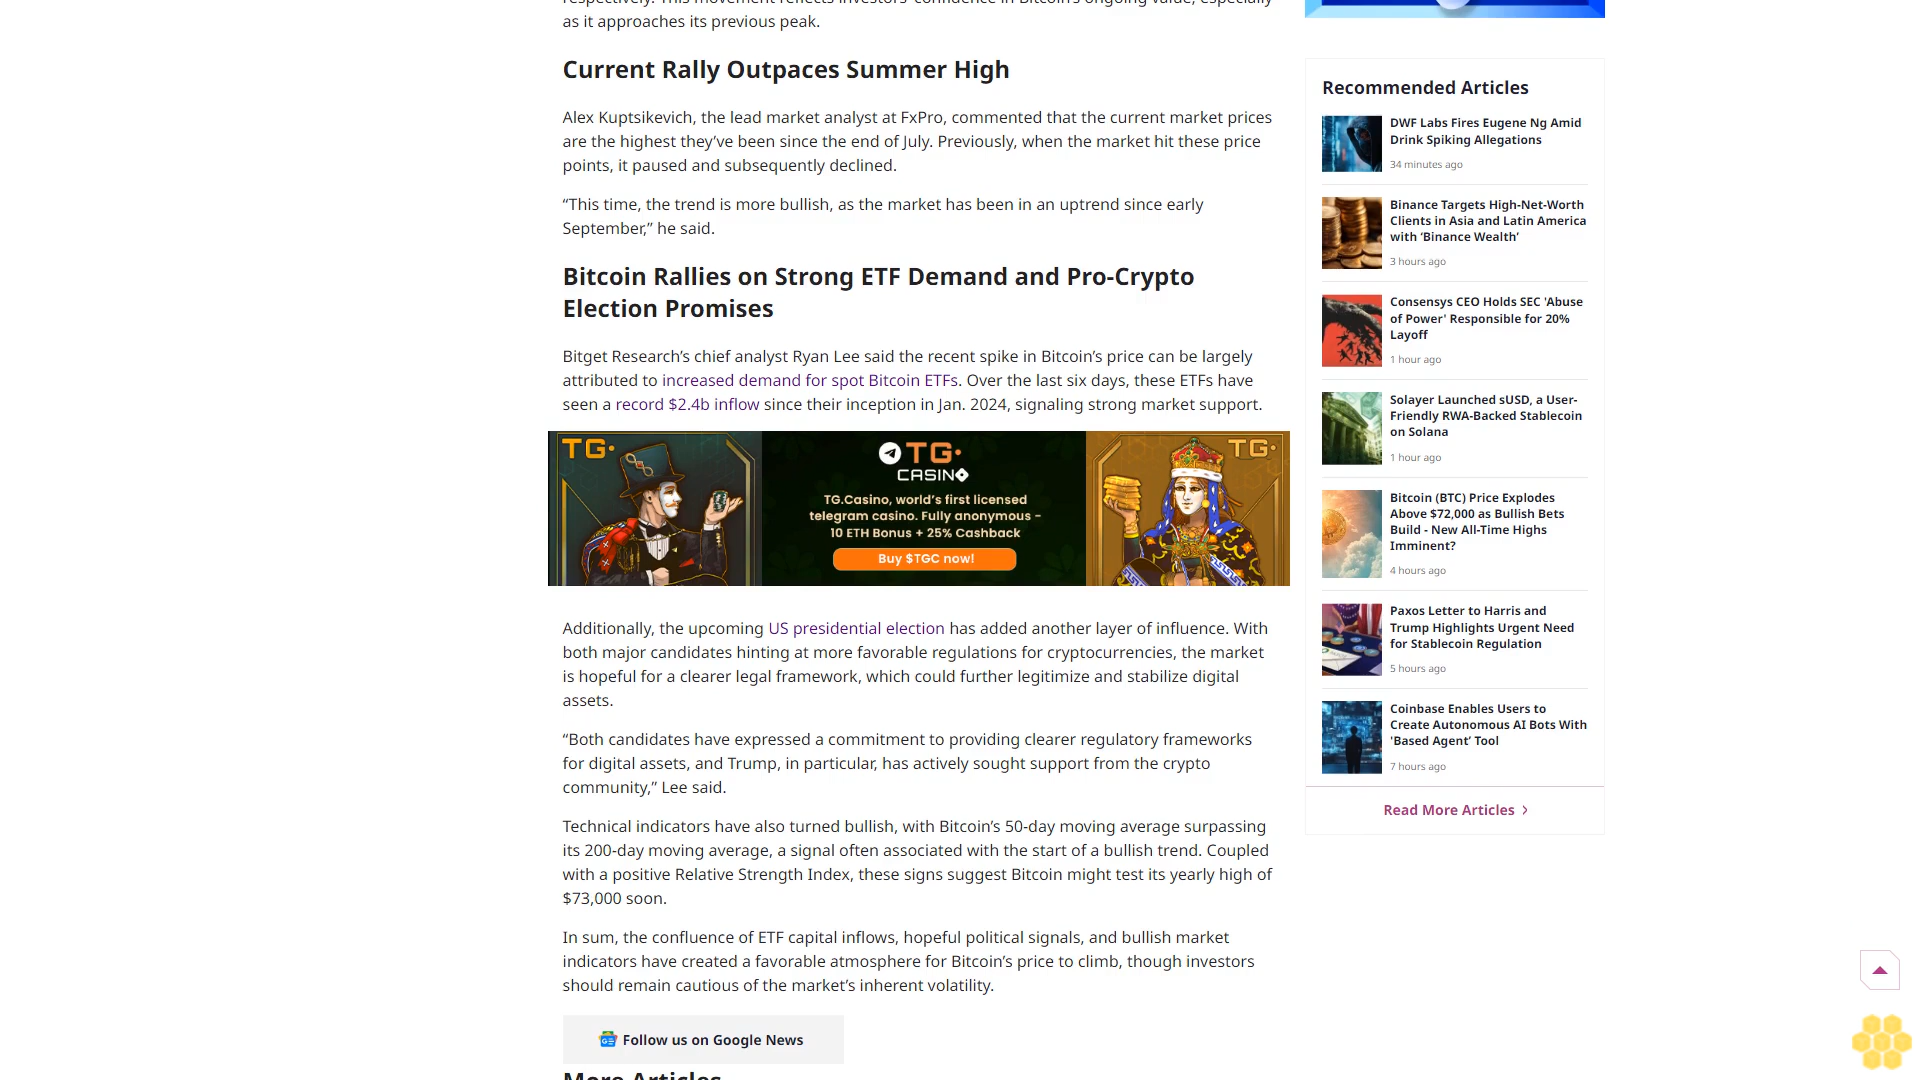 as it approaches its previous peak.
Current Rally Outpaces Summer High
Alex Kuptsikevich, the lead market analyst at FxPro, commented that the current market prices
are the highest they’ve been since the end of July. Previously, when the market hit these price
points, it paused and subsequently declined.
“This time, the trend is more bullish, as the market has been in an uptrend since early
September,” he said.
Bitcoin Rallies on Strong ETF Demand and Pro-Crypto
Election Promises
Bitget Research’s chief analyst Ryan Lee said the recent spike in Bitcoin’s price can be largely
attributed to increased demand for spot Bitcoin ETFs. Over the last six days, these ETFs have
seen a record $2.4b inflow since their inception in Jan. 2024, signaling strong market support.
TG.
TG.
CASINO
TG.Casino, world’s first licensed
telegram casino. Fully anonymous -
10 ETH Bonus + 25% Cashback
Buy $TGC now!
TG.
Additionally, the upcoming US presidential election has added another layer of influence. With
both major candidates hinting at more favorable regulations for cryptocurrencies, the market
is hopeful for a clearer legal framework, which could further legitimize and stabilize digital
assets.
“Both candidates have expressed a commitment to providing clearer regulatory frameworks
for digital assets, and Trump, in particular, has actively sought support from the crypto
community,” Lee said.
Technical indicators have also turned bullish, with Bitcoin’s 50-day moving average surpassing
its 200-day moving average, a signal often associated with the start of a bullish trend. Coupled
with a positive Relative Strength Index, these signs suggest Bitcoin might test its yearly high of
$73,000 soon.
In sum, the confluence of ETF capital inflows, hopeful political signals, and bullish market
indicators have created a favorable atmosphere for Bitcoin’s price to climb, though investors
should remain cautious of the market’s inherent volatility.
Follow us on Google News
More Articles
Recommended Articles
DWF Labs Fires Eugene Ng Amid
Drink Spiking Allegations
34 minutes ago
Binance Targets High-Net-Worth
Clients in Asia and Latin America
with ‘Binance Wealth’
3 hours ago
Consensys CEO Holds SEC 'Abuse
of Power' Responsible for 20%
Layoff
1 hour ago
Solayer Launched sUSD, a User-
Friendly RWA-Backed Stablecoin
on Solana
1 hour ago
Bitcoin (BTC) Price Explodes
Above $72,000 as Bullish Bets
Build - New All-Time Highs
Imminent?
4 hours ago
Paxos Letter to Harris and
Trump Highlights Urgent Need
for Stablecoin Regulation
5 hours ago
Coinbase Enables Users to
Create Autonomous AI Bots With
'Based Agent’ Tool
7 hours ago
Read More Articles